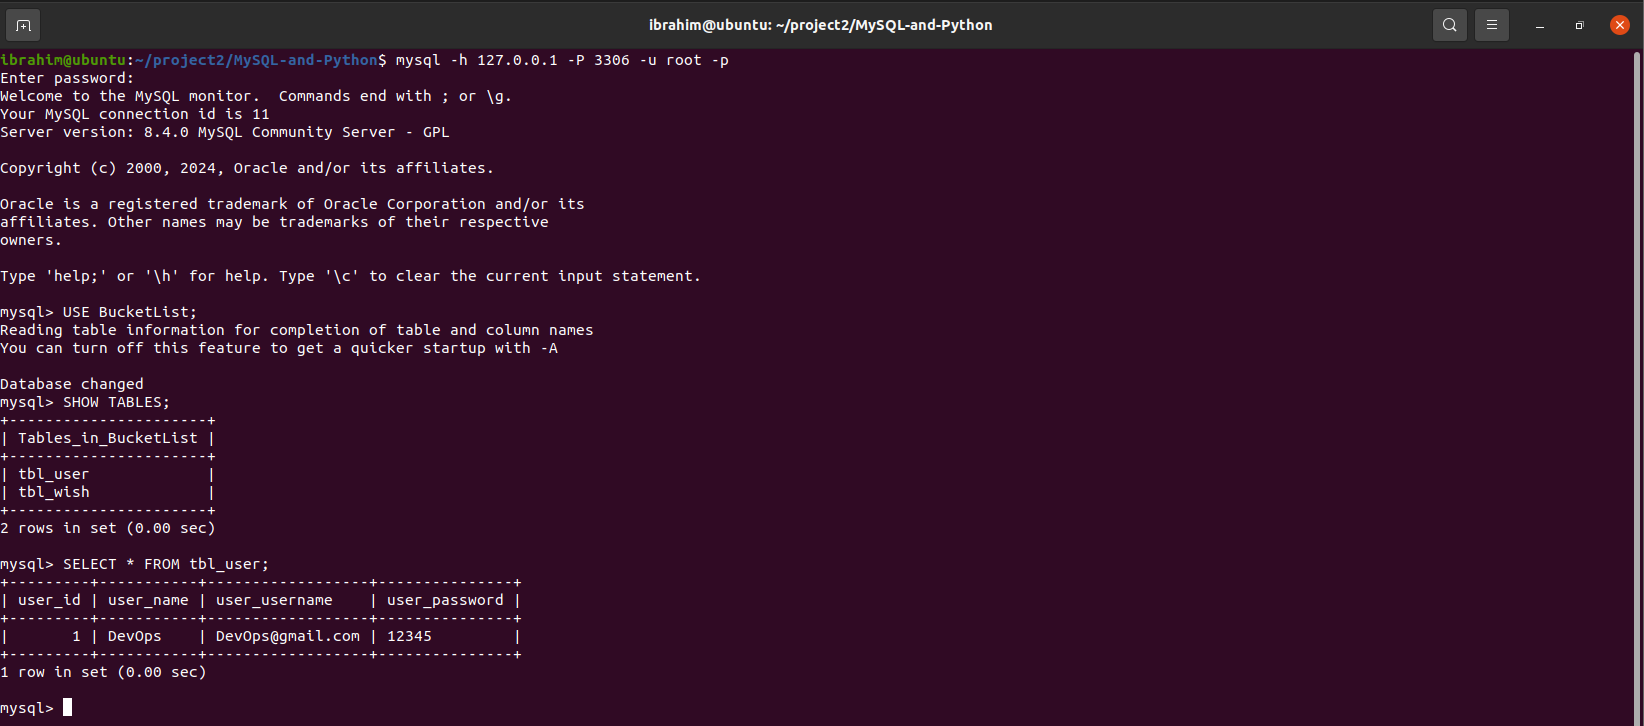 ibrahim@ubuntu: ~/project2/MySQL-and-Python
ibrahim@ubuntu:~/project2/MySQL-and-Python$ mysql -h 127.0.0.1 -P 3306 -u root -p
Enter password:
Welcome to the MySQL monitor.  Commands end with ; or \g.
Your MySQL connection id is 11
Server version: 8.4.0 MySQL Community Server - GPL

Copyright (c) 2000, 2024, Oracle and/or its affiliates.

Oracle is a registered trademark of Oracle Corporation and/or its
affiliates. Other names may be trademarks of their respective
owners.

Type 'help;' or '\h' for help. Type '\c' to clear the current input statement.

mysql> USE BucketList;
Reading table information for completion of table and column names
You can turn off this feature to get a quicker startup with -A

Database changed
mysql> SHOW TABLES;
+----------------------+
| Tables_in_BucketList |
+----------------------+
| tbl_user             |
| tbl_wish             |
+----------------------+
2 rows in set (0.00 sec)

mysql> SELECT * FROM tbl_user;
+---------+-----------+------------------+---------------+
| user_id | user_name | user_username    | user_password |
+---------+-----------+------------------+---------------+
|       1 | DevOps    | DevOps@gmail.com | 12345         |
+---------+-----------+------------------+---------------+
1 row in set (0.00 sec)

mysql>